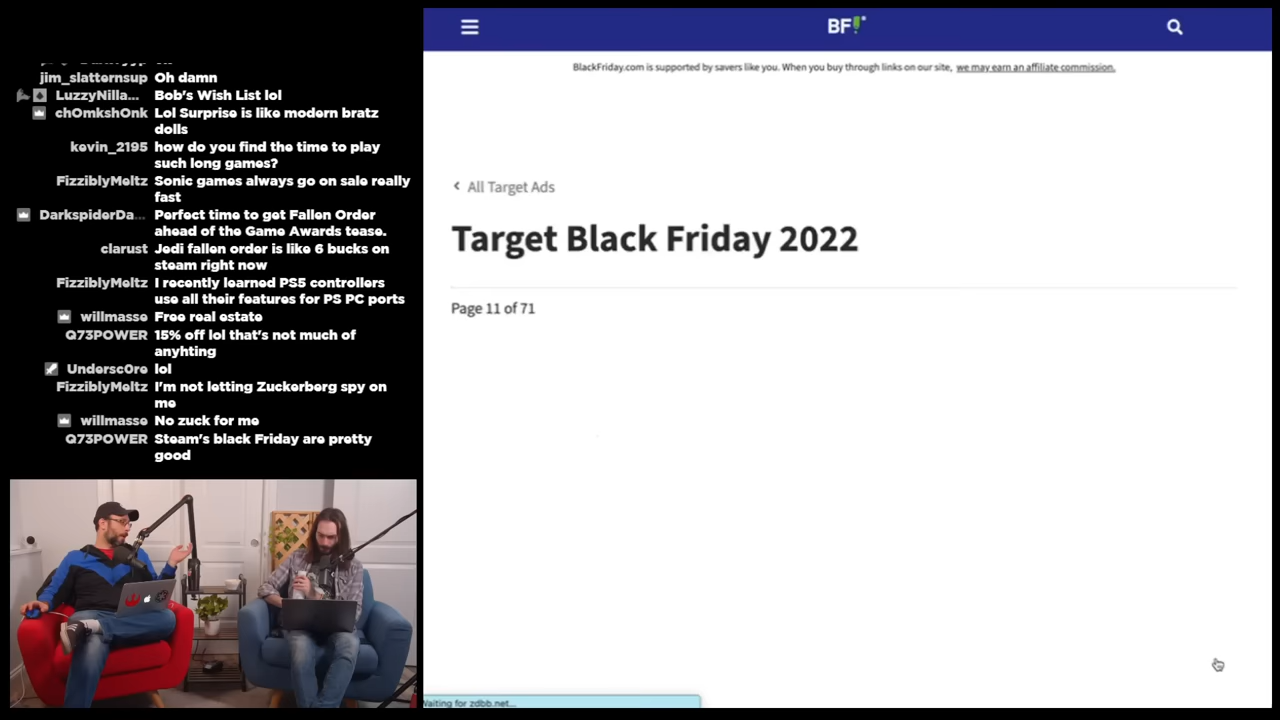 jim_slatternsup Oh damn
LuzzyNilla... Bob's Wish List lol
chOmkshOnk Lol Surprise is like modern bratz
dolls
kevin_2195 how do you find the time to play
such long games?
FizziblyMeltz Sonic games always go on sale really
fast
DarkspiderDa... Perfect time to get Fallen Order
ahead of the Game Awards tease.
clarust Jedi fallen order is like 6 bucks on
steam right now
FizziblyMeltz I recently learned PS5 controllers
use all their features for PS PC ports
willmasse Free real estate
Q73POWER 15% off lol that's not much of
anyhting
Undersc0re lol
FizziblyMeltz I'm not letting Zuckerberg spy on
me
willmasse No zuck for me
Q73POWER Steam's black Friday are pretty
good
BF!
BlackFriday.com is supported by savers like you. When you buy through links on our site, we may earn an affiliate commission.
All Target Ads
Target Black Friday 2022
Page 11 of 71
Waiting for zdbb.net...